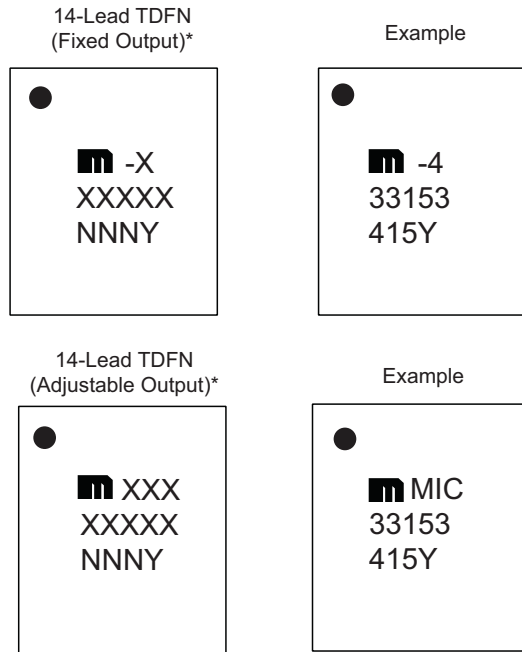 14-Lead TDFN
(Fixed Output)*
Example
m -X
XXXXX
NNNY
m -4
33153
415Y
14-Lead TDFN
(Adjustable Output)*
Example
m XXX
XXXXX
NNNY
m MIC
33153
415Y